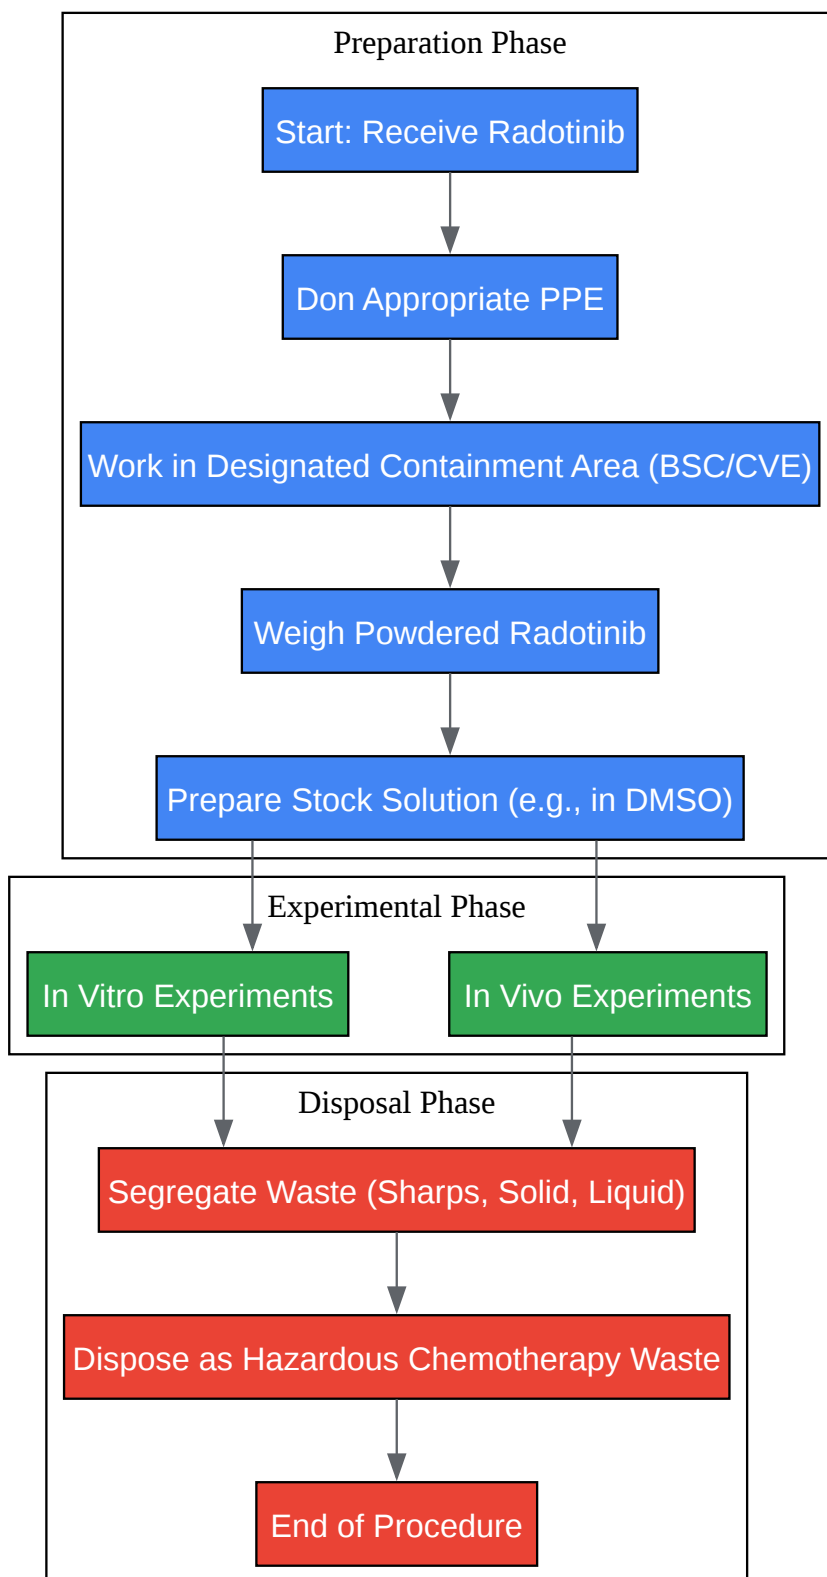 Preparation Phase
Start: Receive Radotinib
Don Appropriate PPE
Work in Designated Containment Area (BSC/CVE)
Weigh Powdered Radotinib
Prepare Stock Solution (e.g., in DMSO)
Experimental Phase
In Vitro Experiments
In Vivo Experiments
Disposal Phase
Segregate Waste (Sharps, Solid, Liquid)
Dispose as Hazardous Chemotherapy Waste
End of Procedure